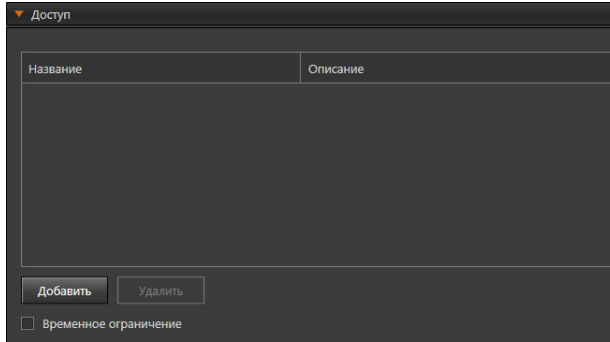 Доступ
Название Описание
Добавить Удалить
Временное ограничение